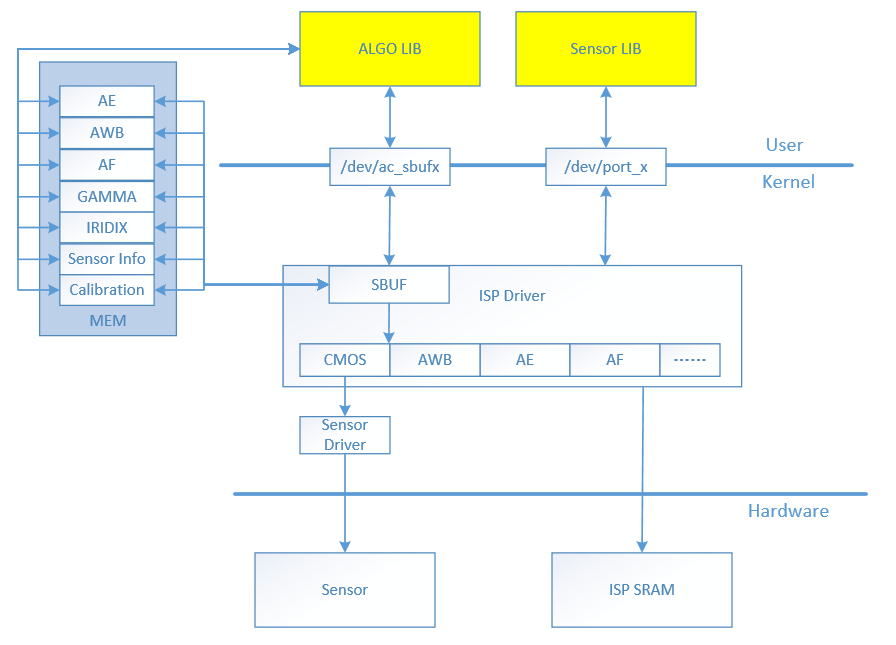 ALGO LIB
Sensor LIB
AE
AWB
AF
GAMMA
IRIDIX
Sensor Info
Calibration
MEM
/dev/ac_sbufx
/dev/port_x
User
Kernel
SBUF
ISP Driver
CMOS
AWB
AE
AF
------
Sensor
Driver
Hardware
Sensor
ISP SRAM